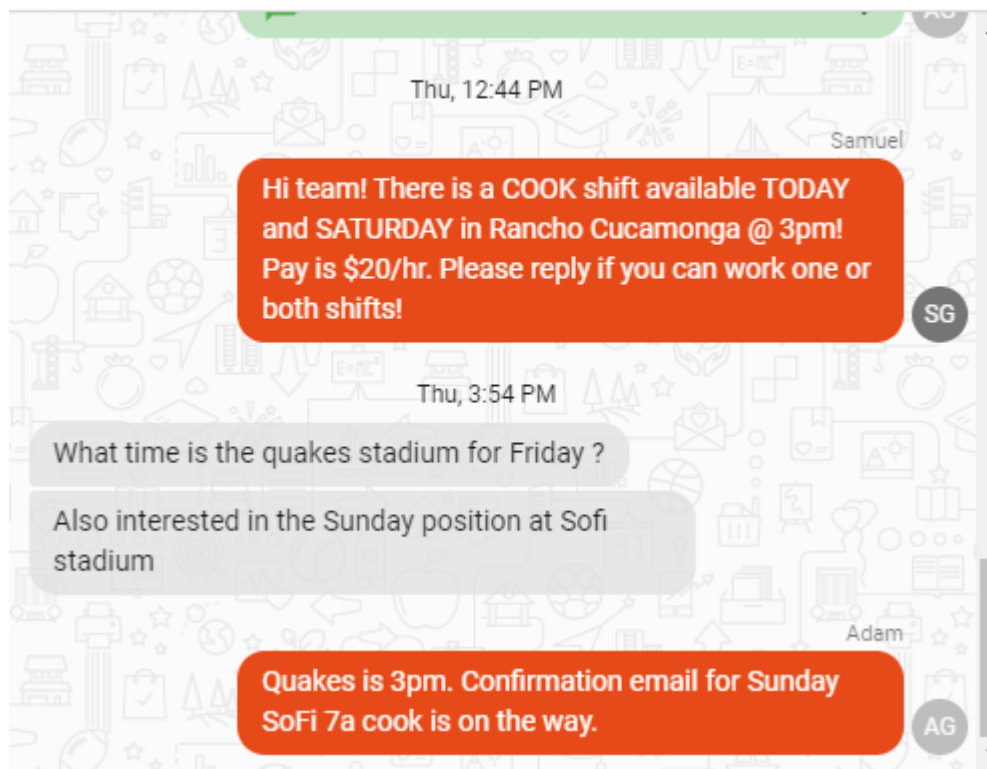 Thu, 12:44 PM
Samuel
Hi team! There is a COOK shift available TODAY
and SATURDAY in Rancho Cucamonga @ 3pm!
Pay is $20/hr. Please reply if you can work one or
both shifts!
SG
Thu, 3:54 PM
What time is the quakes stadium for Friday ?
Also interested in the Sunday position at Sofi
stadium
Adam
Quakes is 3pm. Confirmation email for Sunday
SoFi 7a cook is on the way.
AG